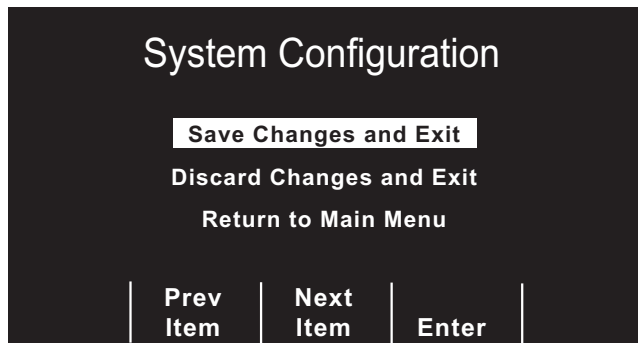 System Configuration
Save Changes and Exit
Discard Changes and Exit
Return to Main Menu
Prev Item
Next Item
Enter